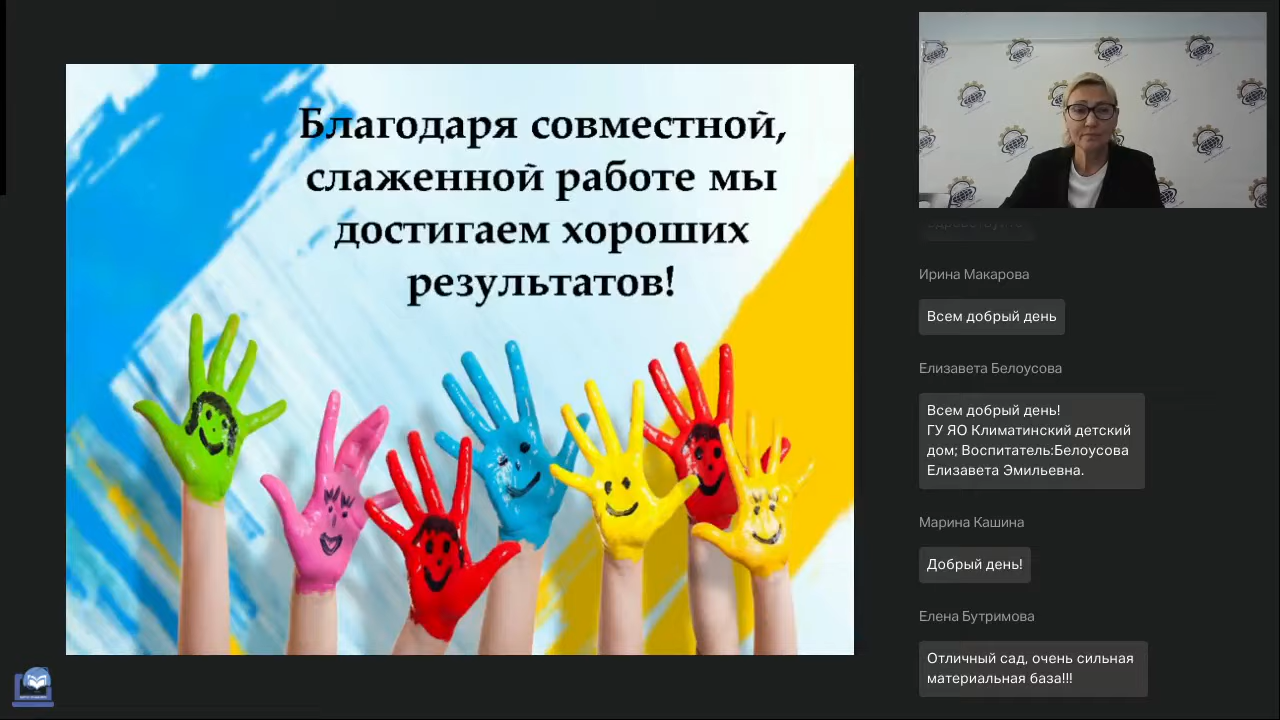 Благодаря совместной,
слаженной работе мы
достигаем хороших
результатов!
Ирина Макарова
Всем добрый день
Елизавета Белоусова
Всем добрый день!
ГУ ЯО Климатинский детский
дом; Воспитатель:Белоусова
Елизавета Эмильевна.
Марина Кашина
Добрый день!
Елена Бутримова
Отличный сад, очень сильная
материальная база!!!